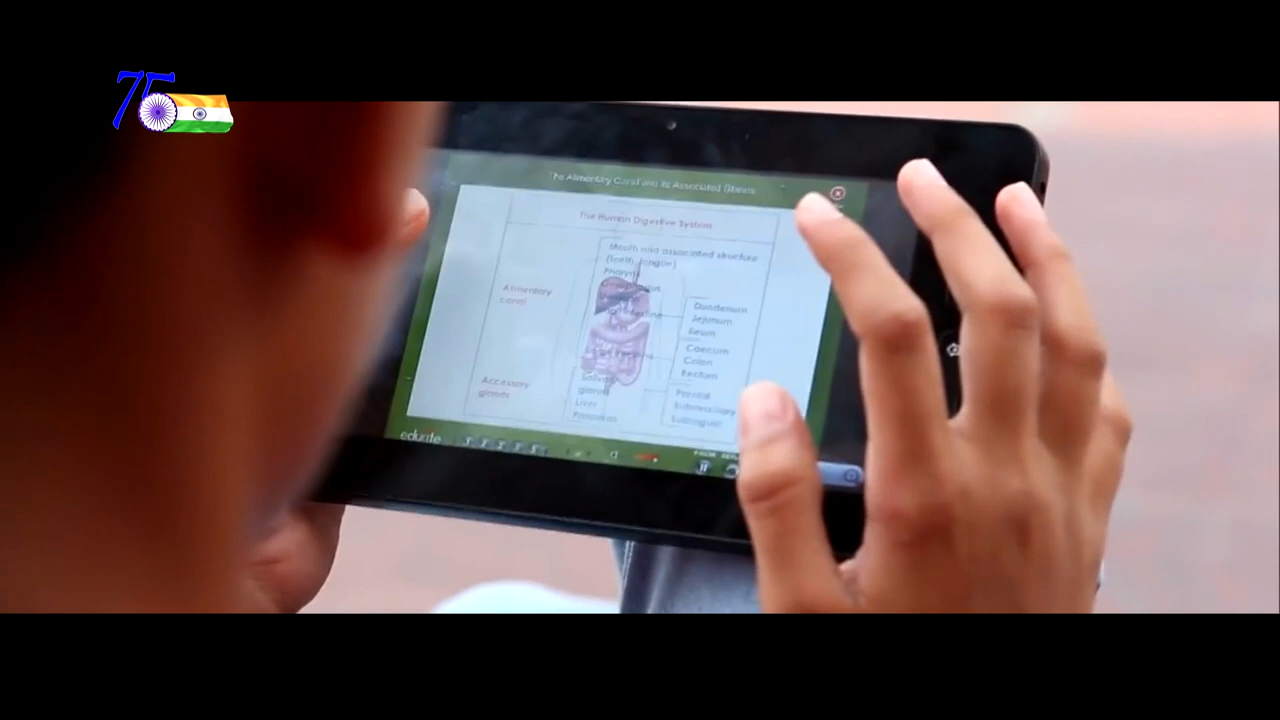 75
The Alimentary Canal and its Associated Glands
The Human Digestive System
Mouth and associated structure
(teeth, tongue)
Pharynx
Alimentary
canal
Duodenum
Jejunum
Ileum
Caecum
Colon
Rectum
Accessory
glands
Salivary
glands
Liver
Pancreas
Parotid
Submaxillary
Sublingual